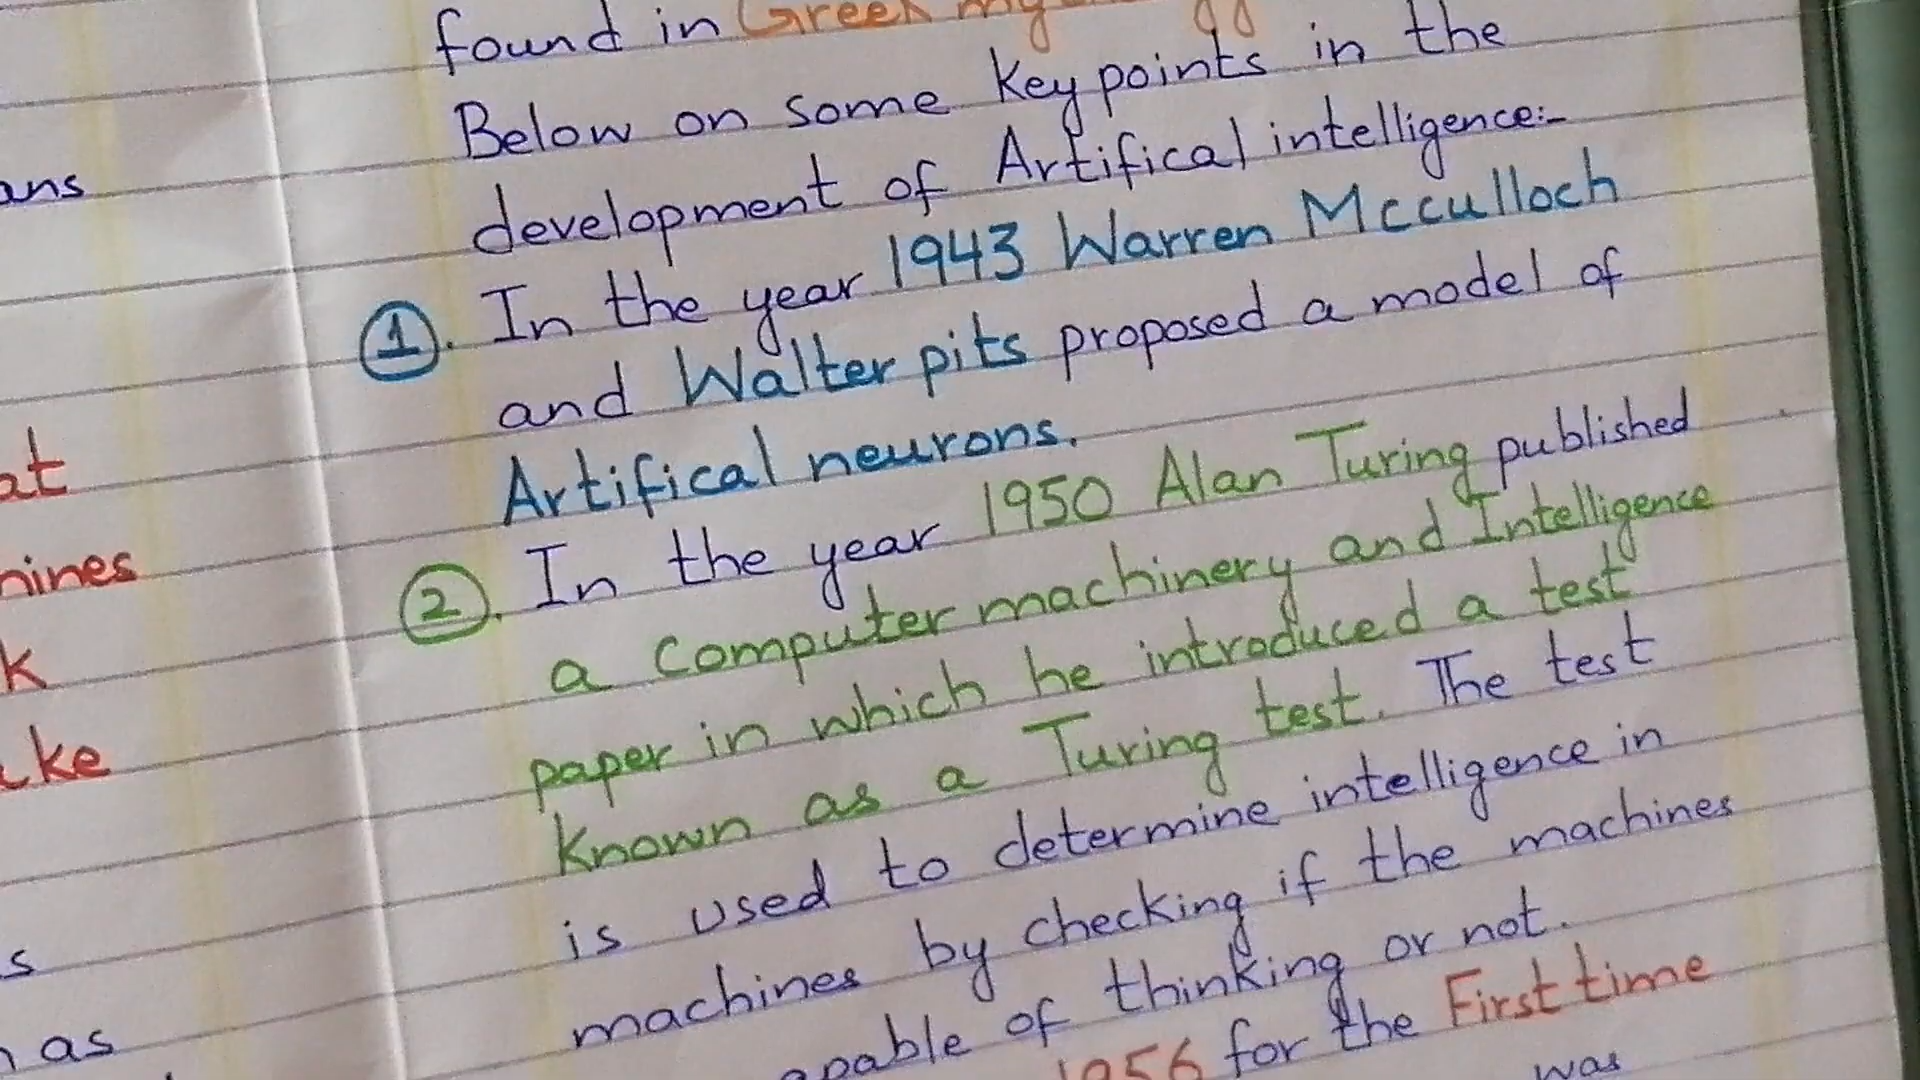 ans
at
hines
k
ke
s
as
found in Greek
Below on some key points in the
development of Artifical intelligence:-
1. In the year 1943 Warren Mcculloch
and Walter pits proposed a model of
Artifical neurons.
2. In the year 1950 Alan Turing published
a computer machinery and Intelligence
paper in which he introduced a test
known as a Turing test. The test
is used to determine intelligence in
machines by checking if the machines
of thinking or not.
1956 for the First time
was